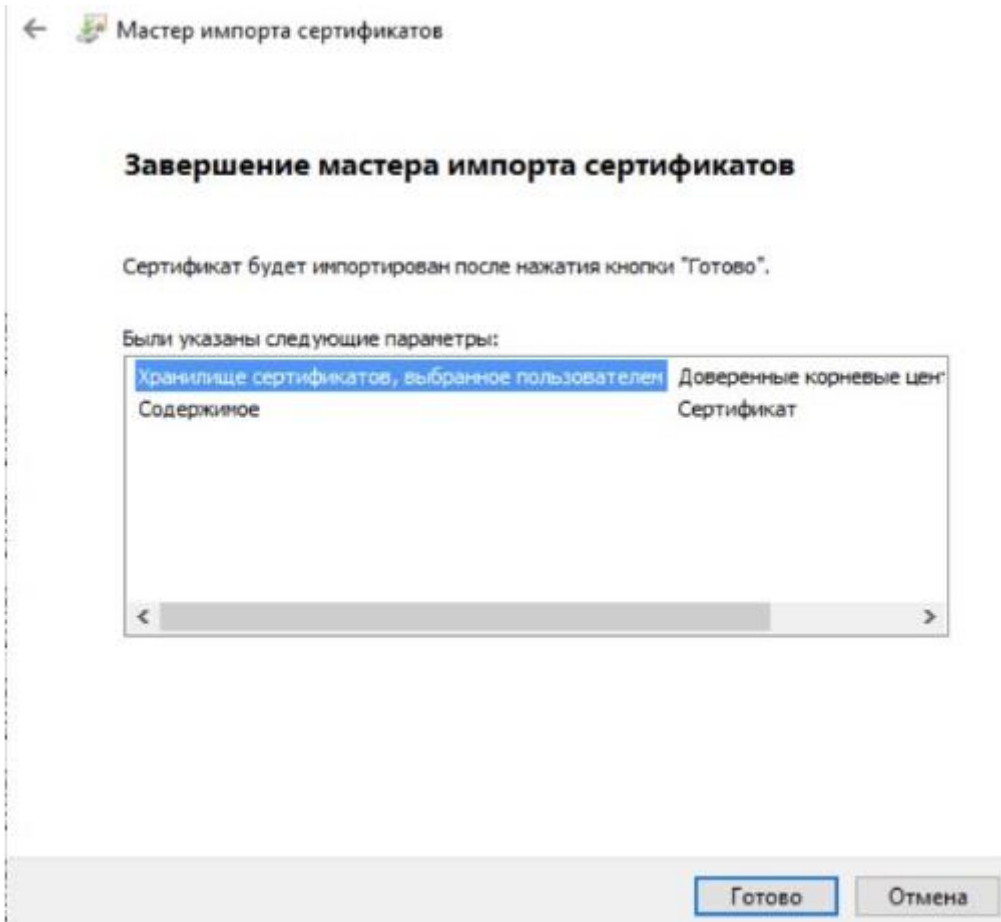 Мастер импорта сертификатов
Завершение мастера импорта сертификатов
Сертификат будет импортирован после нажатия кнопки "Готово".
Были указаны следующие параметры:
Хранилище сертификатов, выбранное пользователем Доверенные корневые цен
Содержимое Сертификат
Готово Отмена